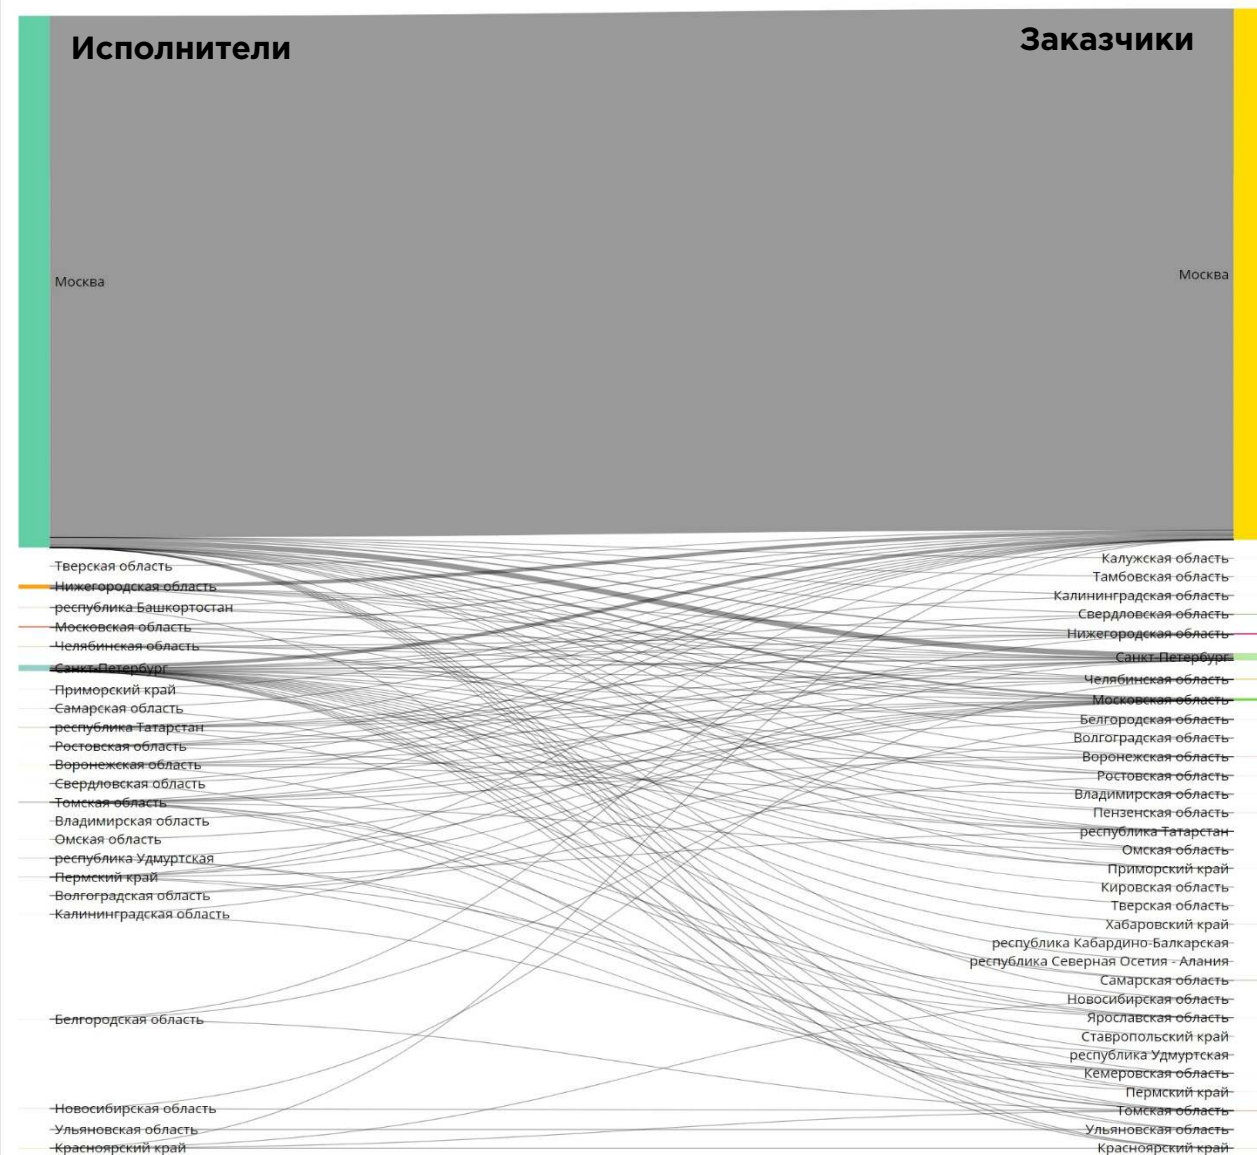 Исполнители
Заказчики
Москва
Москва
Тверская область
Нижегородская область
республика Башкортостан
Московская область
Челябинская область
Санкт-Петербург
Приморский край
Самарская область
республика Татарстан
Ростовская область
Воронежская область
Свердловская область
Томская область
Владимирская область
Омская область
республика Удмуртская
Пермский край
Волгоградская область
Калининградская область
Белгородская область
Новосибирская область
Ульяновская область
Красноярский край
Калужская область
Тамбовская область
Калининградская область
Свердловская область
Нижегородская область
Санкт-Петербург
Челябинская область
Московская область
Белгородская область
Волгоградская область
Воронежская область
Ростовская область
Владимирская область
Пензенская область
республика Татарстан
Омская область
Приморский край
Кировская область
Тверская область
Хабаровский край
республика Кабардино-Балкарская
республика Северная Осетия - Алания
Самарская область
Новосибирская область
Ярославская область
Ставропольский край
республика Удмуртская
Кемеровская область
Пермский край
Томская область
Ульяновская область
Красноярский край